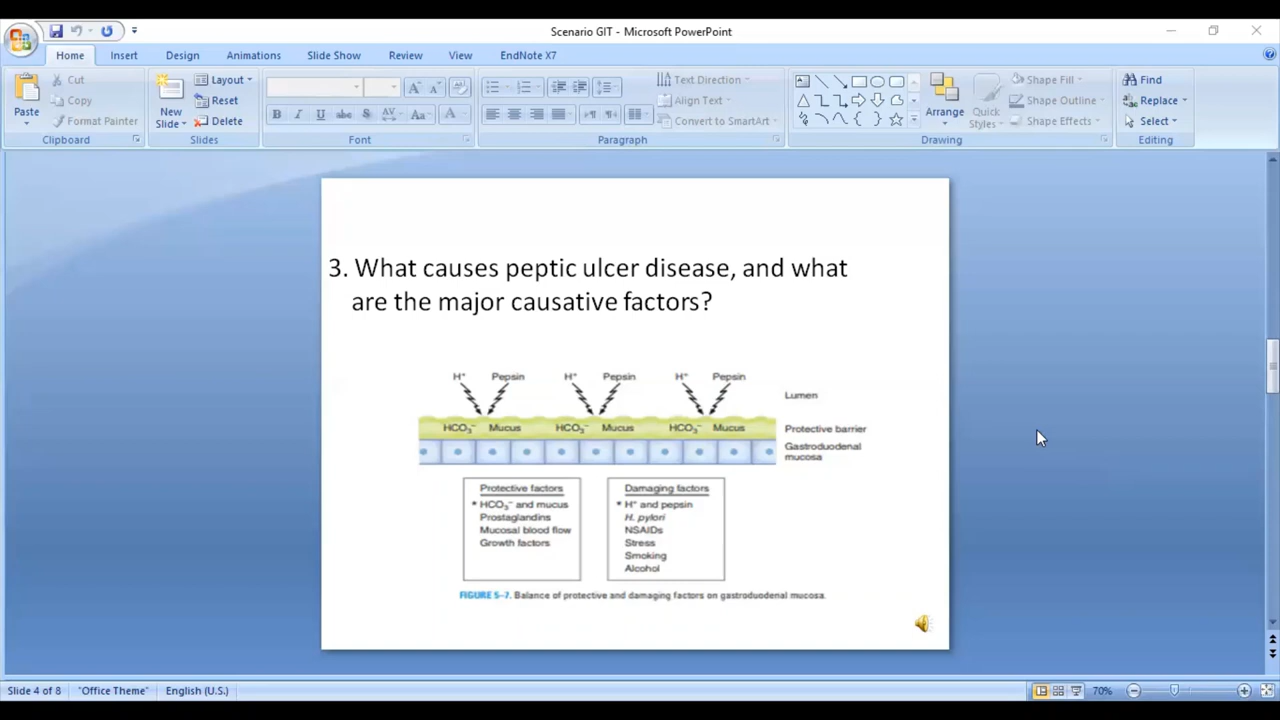 Scenario GIT - Microsoft PowerPoint
Home Insert Design Animations Slide Show Review View EndNote X7
Paste
Cut
Copy
Format Painter
Clipboard
New
Slide
Layout
Reset
Delete
Slides
B I U abc S AV Aa A
Font
Text Direction
Align Text
Convert to SmartArt
Paragraph
Arrange
Quick
Styles
Shape Fill
Shape Outline
Shape Effects
Drawing
Find
Replace
Select
Editing
3. What causes peptic ulcer disease, and what
are the major causative factors?
H⁺ Pepsin H⁺ Pepsin H⁺ Pepsin
Lumen
HCO₃⁻ Mucus HCO₃⁻ Mucus HCO₃⁻ Mucus
Protective barrier
Gastroduodenal
mucosa
Protective factors
* HCO₃⁻ and mucus
Prostaglandins
Mucosal blood flow
Growth factors
Damaging factors
* H⁺ and pepsin
H. pylori
NSAIDs
Stress
Smoking
Alcohol
FIGURE 5-7. Balance of protective and damaging factors on gastroduodenal mucosa.
Slide 4 of 8 "Office Theme" English (U.S.) 70%